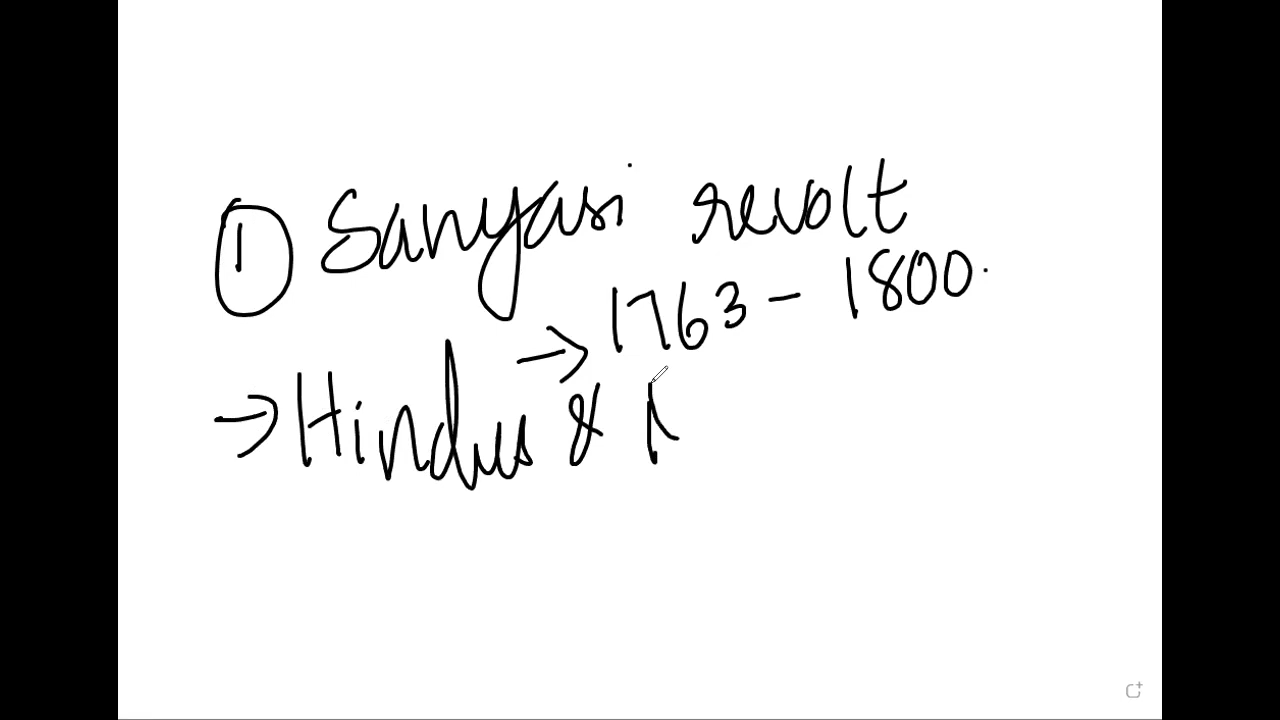 ① Sanyasi revolt
→ 1763 - 1800.
→ Hindus &